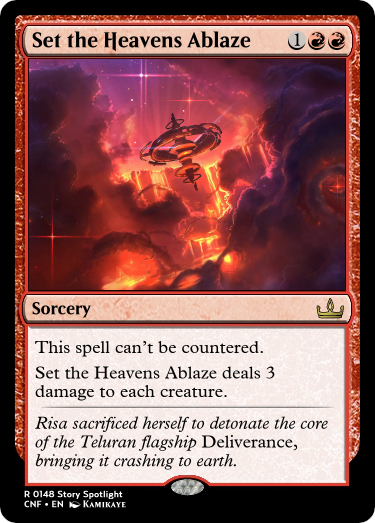 Set the Heavens Ablaze 1
Sorcery
This spell can't be countered.
Set the Heavens Ablaze deals 3
damage to each creature.
Risa sacrificed herself to detonate the core
of the Teluran flagship Deliverance,
bringing it crashing to earth.
R 0148 Story Spotlight
CNF • EN Kamikaye